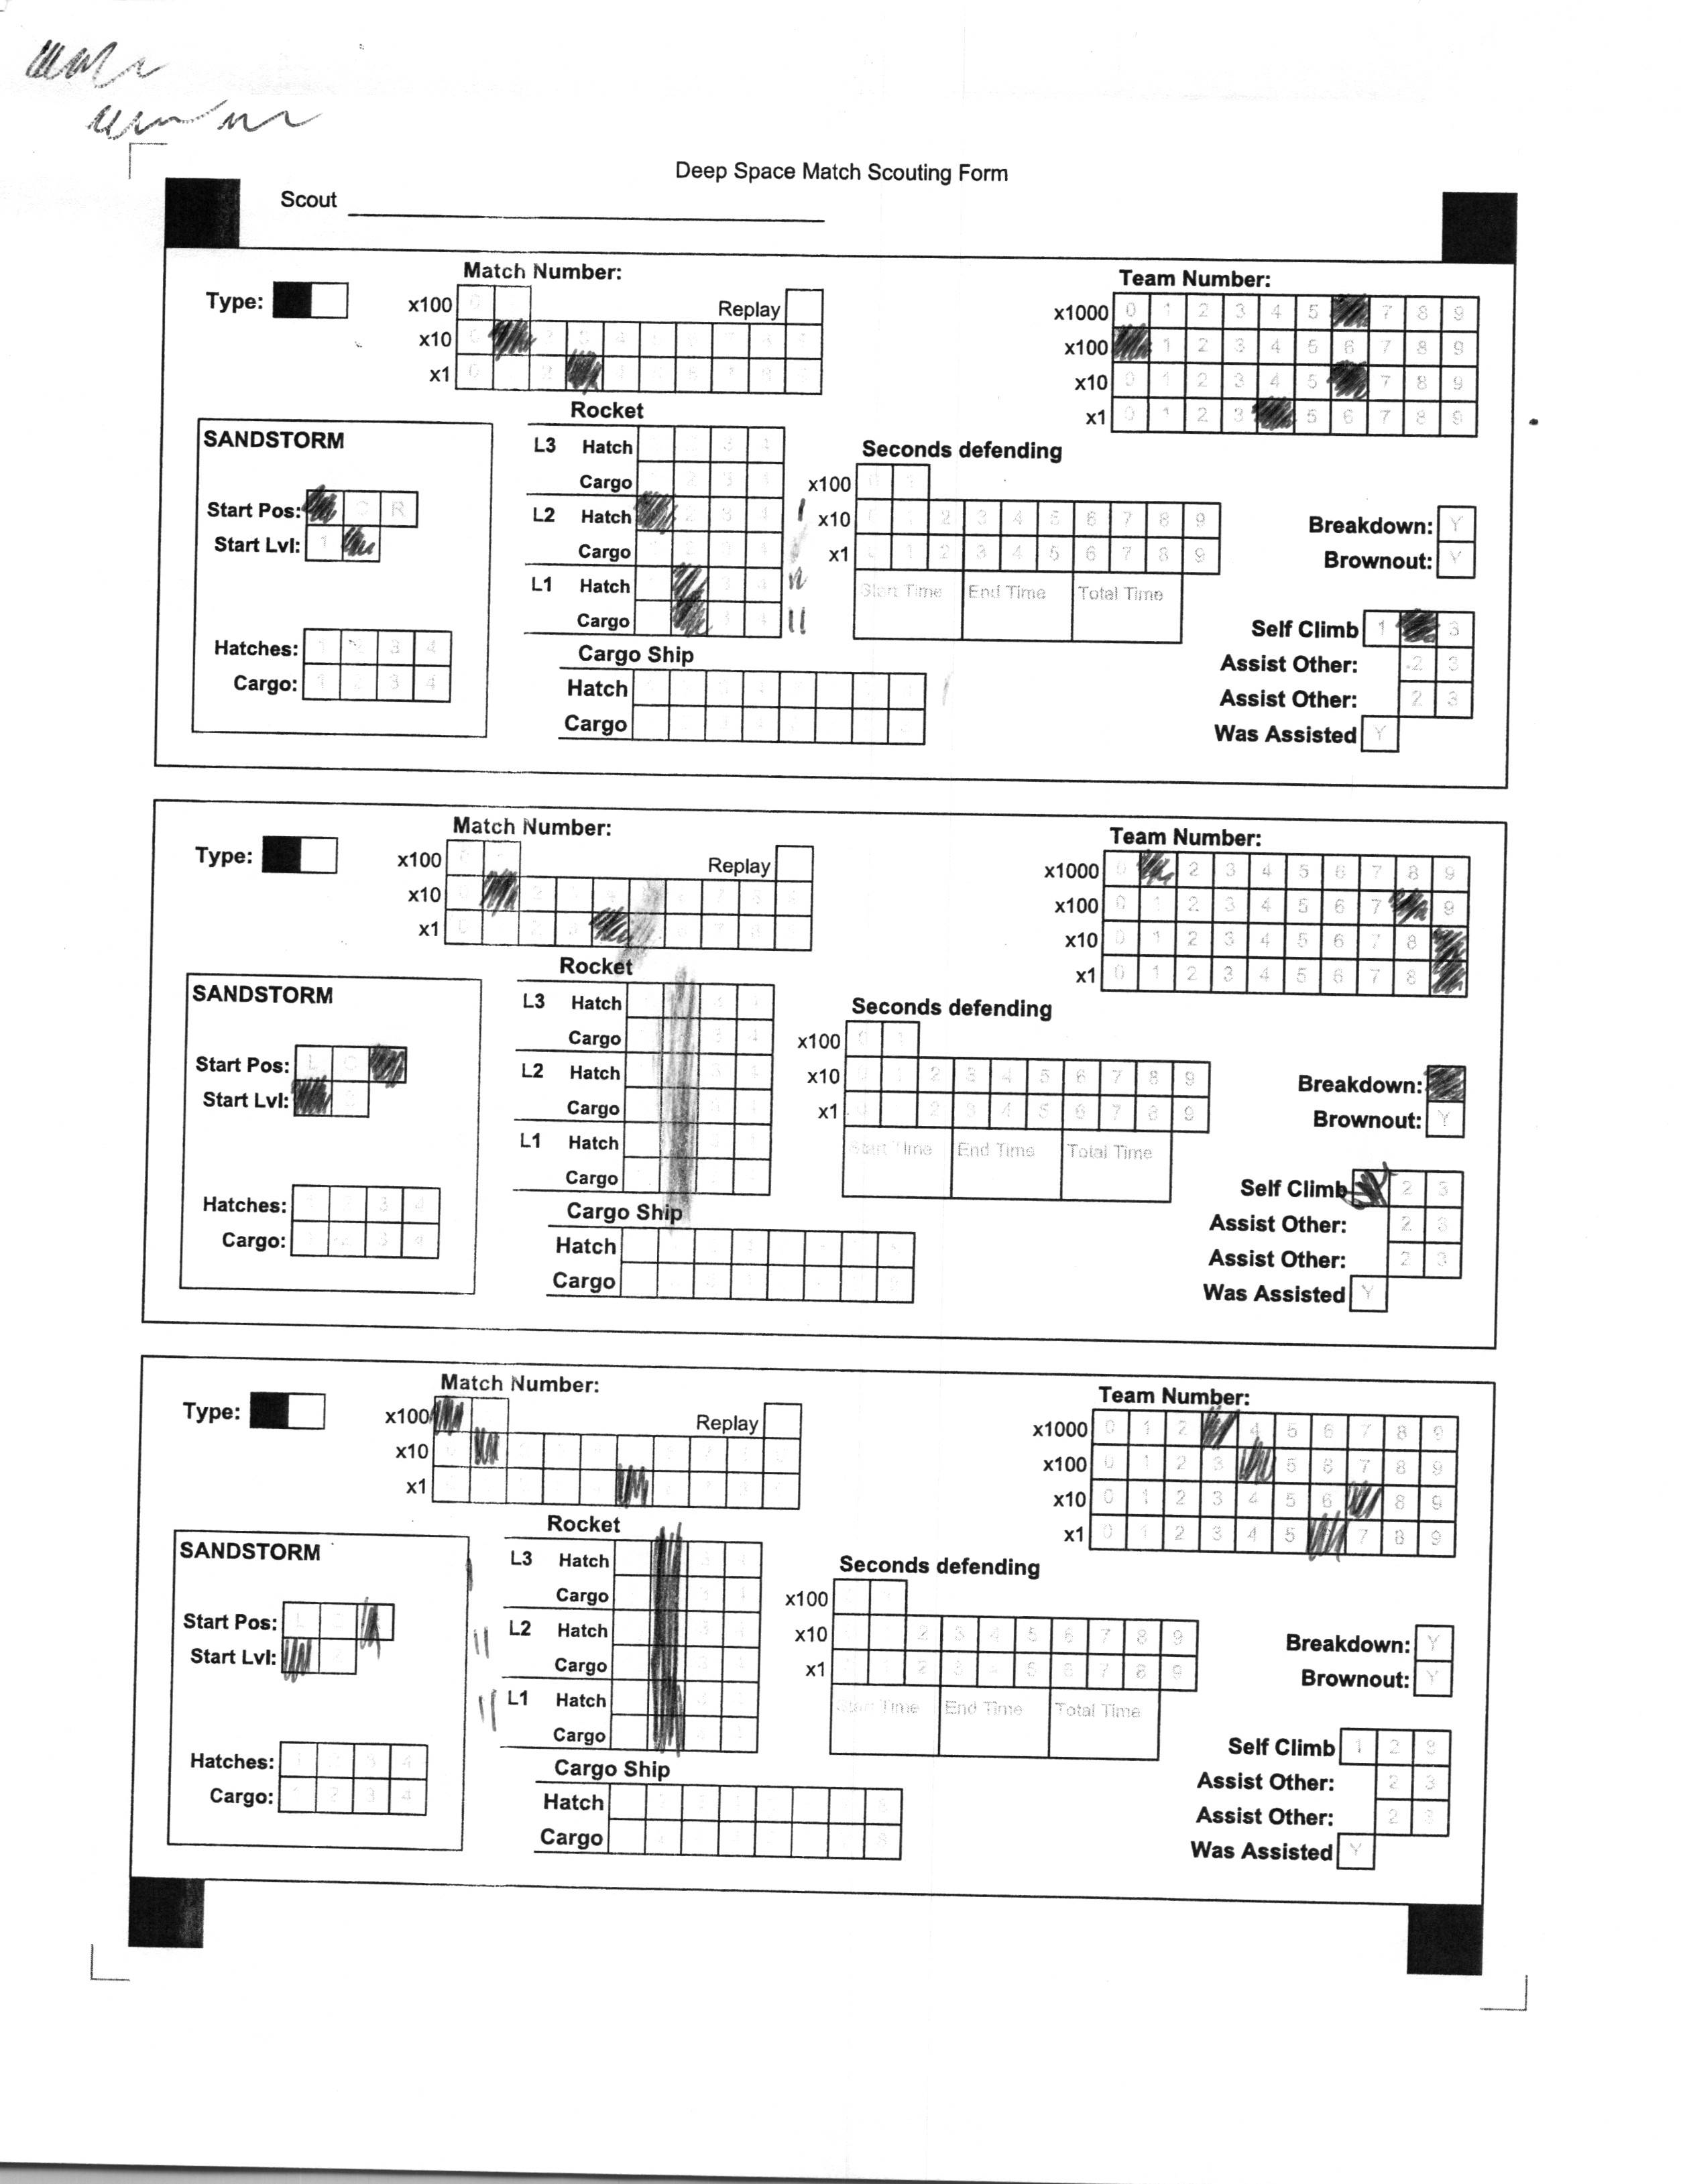 Deep Space Match Scouting Form
Scout
Match Number:
Team Number:
Type:
x100
Replay
x10
x1
x1000 0 1 2 3 4 5 7 8 9
x100 1 2 3 4 5 6 7 8 9
x10 0 1 2 3 4 5 7 8 9
x1 0 1 2 3 5 6 7 8 9
SANDSTORM
Start Pos: R
Start Lvl: 1
Hatches: 1 3 4
Cargo: 1 2 3 4
Rocket
L3 Hatch 3 4
Cargo 2 3 4
L2 Hatch 2 3 4
Cargo
L1 Hatch 3 4
Cargo 3 4
Cargo Ship
Hatch
Cargo
Seconds defending
x100 0
x10 2 3 4 5 6 7 8 9
x1 2 3 4 5 6 7 8 9
Start Time End Time Total Time
Breakdown: Y
Brownout: Y
Self Climb 1 3
Assist Other: 2 3
Assist Other: 2 3
Was Assisted Y
Match Number:
Team Number:
Type:
x100
Replay
x10
x1
x1000 0 2 3 4 5 6 7 8 9
x100 0 1 2 3 4 5 6 7 9
x10 0 1 2 3 4 5 6 7 8
x1 0 1 2 3 4 5 6 7 8
SANDSTORM
Start Pos: L C
Start Lvl:
Hatches: 3 4
Cargo:
Rocket
L3 Hatch
Cargo
L2 Hatch
Cargo
L1 Hatch
Cargo
Cargo Ship
Hatch
Cargo
Seconds defending
x100 0
x10 1 2 3 4 5 6 7 8 9
x1 2 3 4 5 6 7 8 9
Start Time End Time Total Time
Breakdown:
Brownout: Y
Self Climb 2 3
Assist Other: 2 3
Assist Other: 2 3
Was Assisted Y
Match Number:
Team Number:
Type:
x100
Replay
x10
x1
x1000 0 1 2 4 5 6 7 8 9
x100 0 1 2 3 5 6 7 8 9
x10 0 1 2 3 4 5 6 8 9
x1 0 1 2 3 4 5 7 8 9
SANDSTORM
Start Pos: L
Start Lvl:
Hatches: 1 2 3 4
Cargo: 1 2 3 4
Rocket
L3 Hatch
Cargo
L2 Hatch
Cargo
L1 Hatch
Cargo
Cargo Ship
Hatch
Cargo
Seconds defending
x100
x10 2 3 4 5 6 7 8 9
x1 2 3 4 5 6 7 8 9
Start Time End Time Total Time
Breakdown: Y
Brownout: Y
Self Climb 1 2 3
Assist Other: 2 3
Assist Other: 2 3
Was Assisted Y